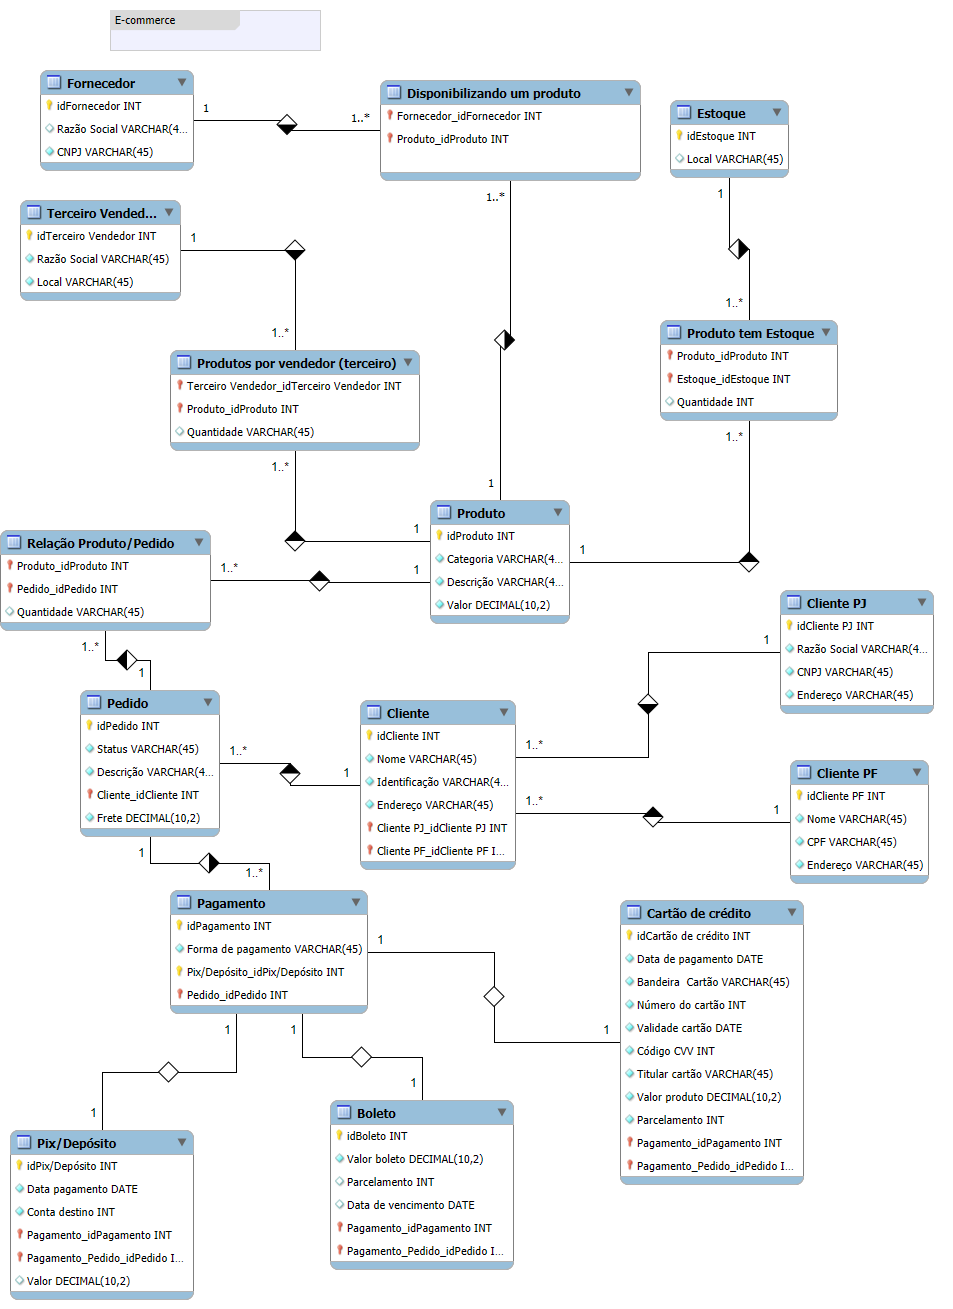 E-commerce
Fornecedor
idFornecedor INT
Razão Social VARCHAR(4...
CNPJ VARCHAR(45)
1
1..*
Disponibilizando um produto
Fornecedor_idFornecedor INT
Produto_idProduto INT
1..*
1
Estoque
idEstoque INT
Local VARCHAR(45)
1
1..*
Terceiro Vended...
idTerceiro Vendedor INT
Razão Social VARCHAR(45)
Local VARCHAR(45)
1
1..*
Produto tem Estoque
Produto_idProduto INT
Estoque_idEstoque INT
Quantidade INT
1..*
1
Produtos por vendedor (terceiro)
Terceiro Vendedor_idTerceiro Vendedor INT
Produto_idProduto INT
Quantidade VARCHAR(45)
1..*
1
Produto
idProduto INT
Categoria VARCHAR(4...
Descrição VARCHAR(4...
Valor DECIMAL(10,2)
Relação Produto/Pedido
Produto_idProduto INT
Pedido_idPedido INT
Quantidade VARCHAR(45)
1..*
1
1..*
1
Cliente PJ
idCliente PJ INT
Razão Social VARCHAR(4...
CNPJ VARCHAR(45)
Endereço VARCHAR(45)
1
1..*
Pedido
idPedido INT
Status VARCHAR(45)
Descrição VARCHAR(4...
Cliente_idCliente INT
Frete DECIMAL(10,2)
1..*
1
Cliente
idCliente INT
Nome VARCHAR(45)
Identificação VARCHAR(4...
Endereço VARCHAR(45)
Cliente PJ_idCliente PJ INT
Cliente PF_idCliente PF I...
1..*
1
Cliente PF
idCliente PF INT
Nome VARCHAR(45)
CPF VARCHAR(45)
Endereço VARCHAR(45)
1
1..*
Pagamento
idPagamento INT
Forma de pagamento VARCHAR(45)
Pix/Depósito_idPix/Depósito INT
Pedido_idPedido INT
1
1
1
1
1
1
Cartão de crédito
idCartão de crédito INT
Data de pagamento DATE
Bandeira  Cartão VARCHAR(45)
Número do cartão INT
Validade cartão DATE
Código CVV INT
Titular cartão VARCHAR(45)
Valor produto DECIMAL(10,2)
Parcelamento INT
Pagamento_idPagamento INT
Pagamento_Pedido_idPedido I...
Pix/Depósito
idPix/Depósito INT
Data pagamento DATE
Conta destino INT
Pagamento_idPagamento INT
Pagamento_Pedido_idPedido I...
Valor DECIMAL(10,2)
Boleto
idBoleto INT
Valor boleto DECIMAL(10,2)
Parcelamento INT
Data de vencimento DATE
Pagamento_idPagamento INT
Pagamento_Pedido_idPedido I...